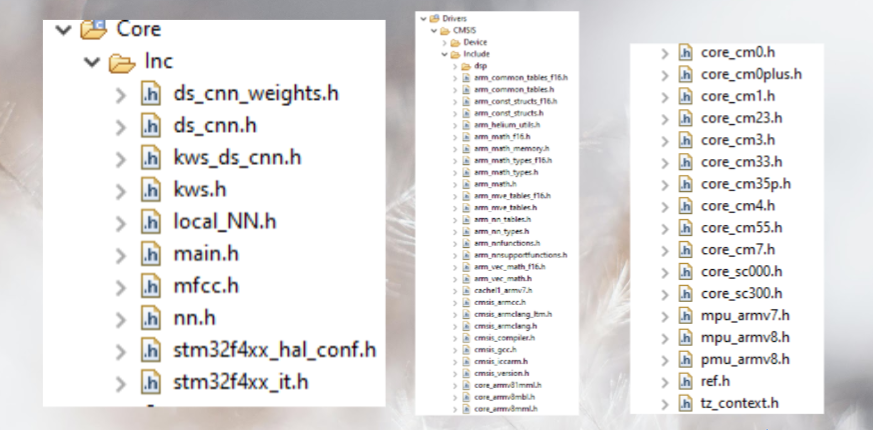 Core
Inc
ds_cnn_weights.h
ds_cnn.h
kws_ds_cnn.h
kws.h
local_NN.h
main.h
mfcc.h
nn.h
stm32f4xx_hal_conf.h
stm32f4xx_it.h
Drivers
CMSIS
Device
Include
dsp
arm_common_tables_f16.h
arm_common_tables.h
arm_const_structs_f16.h
arm_const_structs.h
arm_helium_utils.h
arm_math_f16.h
arm_math_memory.h
arm_math_types_f16.h
arm_math_types.h
arm_math.h
arm_mve_tables_f16.h
arm_mve_tables.h
arm_nn_tables.h
arm_nn_types.h
arm_nnfunctions.h
arm_nnsupportfunctions.h
arm_vec_math_f16.h
arm_vec_math.h
cachel1_armv7.h
cmsis_armcc.h
cmsis_armclang_ltm.h
cmsis_armclang.h
cmsis_compiler.h
cmsis_gcc.h
cmsis_iccarm.h
cmsis_version.h
core_armv81mml.h
core_armv8mbl.h
core_armv8mml.h
core_cm0.h
core_cm0plus.h
core_cm1.h
core_cm23.h
core_cm3.h
core_cm33.h
core_cm35p.h
core_cm4.h
core_cm55.h
core_cm7.h
core_sc000.h
core_sc300.h
mpu_armv7.h
mpu_armv8.h
pmu_armv8.h
ref.h
tz_context.h